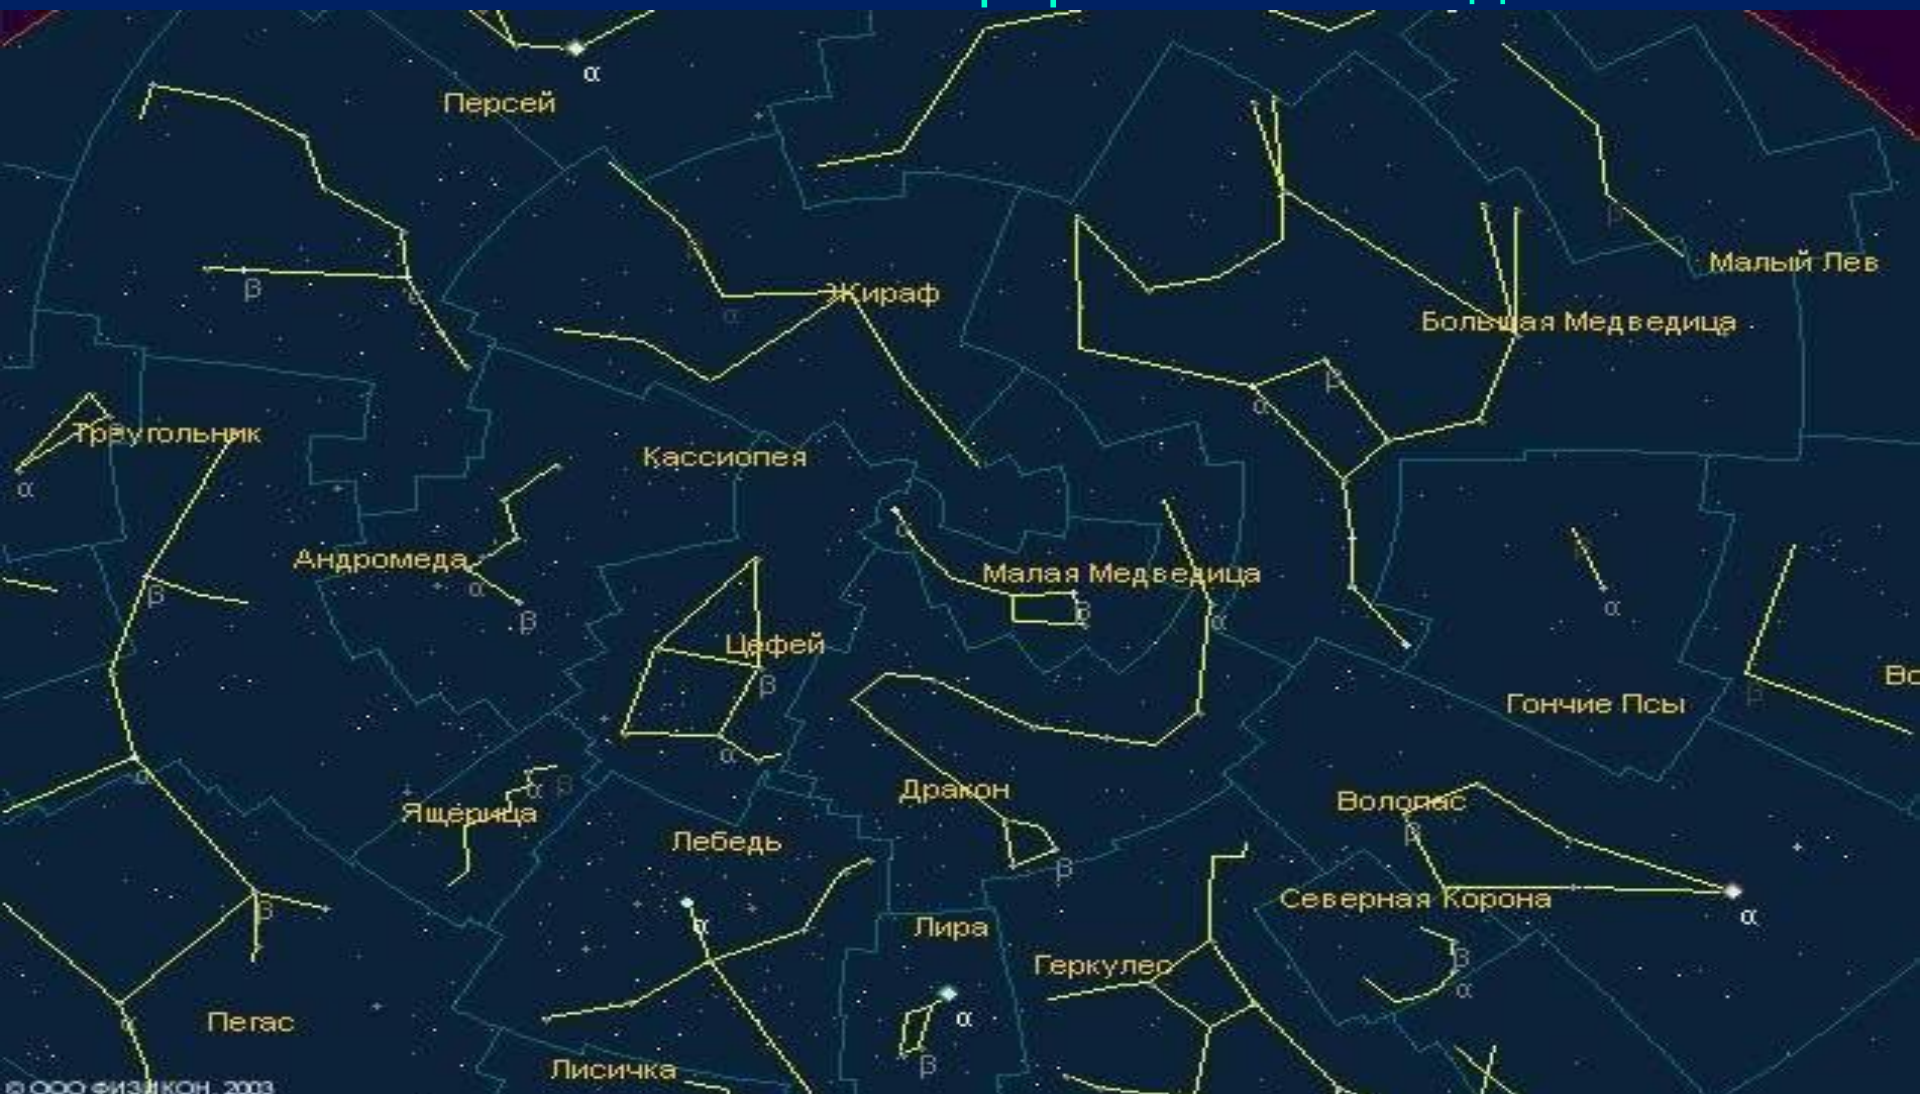 α
Персей
β
Малый Лев
β
ε
Жираф
α
Большая Медведица
β
α
Треугольник
α
Кассиопея
α
Андромеда
α
β
β
Малая Медведица
β
α
α
Цефей
β
α
Гончие Псы
β
Во
α
α
β
Ящерица
Дракон
β
Волопас
β
Лебедь
α
Северная Корона
α
β
Лира
α
β
Геркулес
β
α
Пегас
α
Лисичка
© ООО ФИЗИКОН, 2003